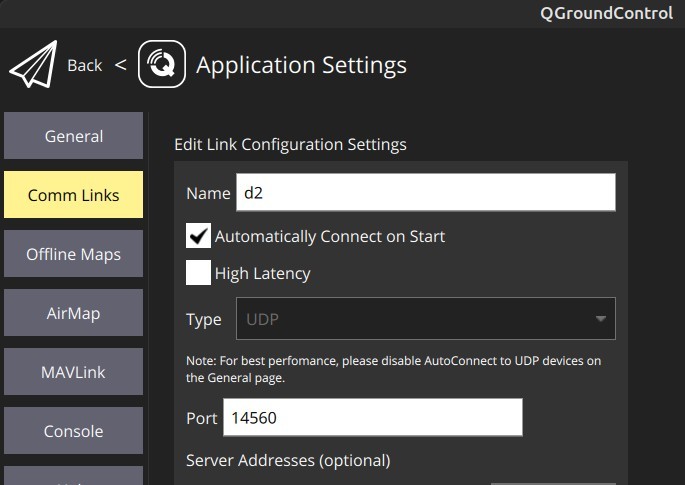 QGroundControl
Back < Application Settings
General
Comm Links
Offline Maps
AirMap
MAVLink
Console
Edit Link Configuration Settings
Name d2
Automatically Connect on Start
High Latency
Type UDP
Note: For best perfomance, please disable AutoConnect to UDP devices on
the General page.
Port 14560
Server Addresses (optional)